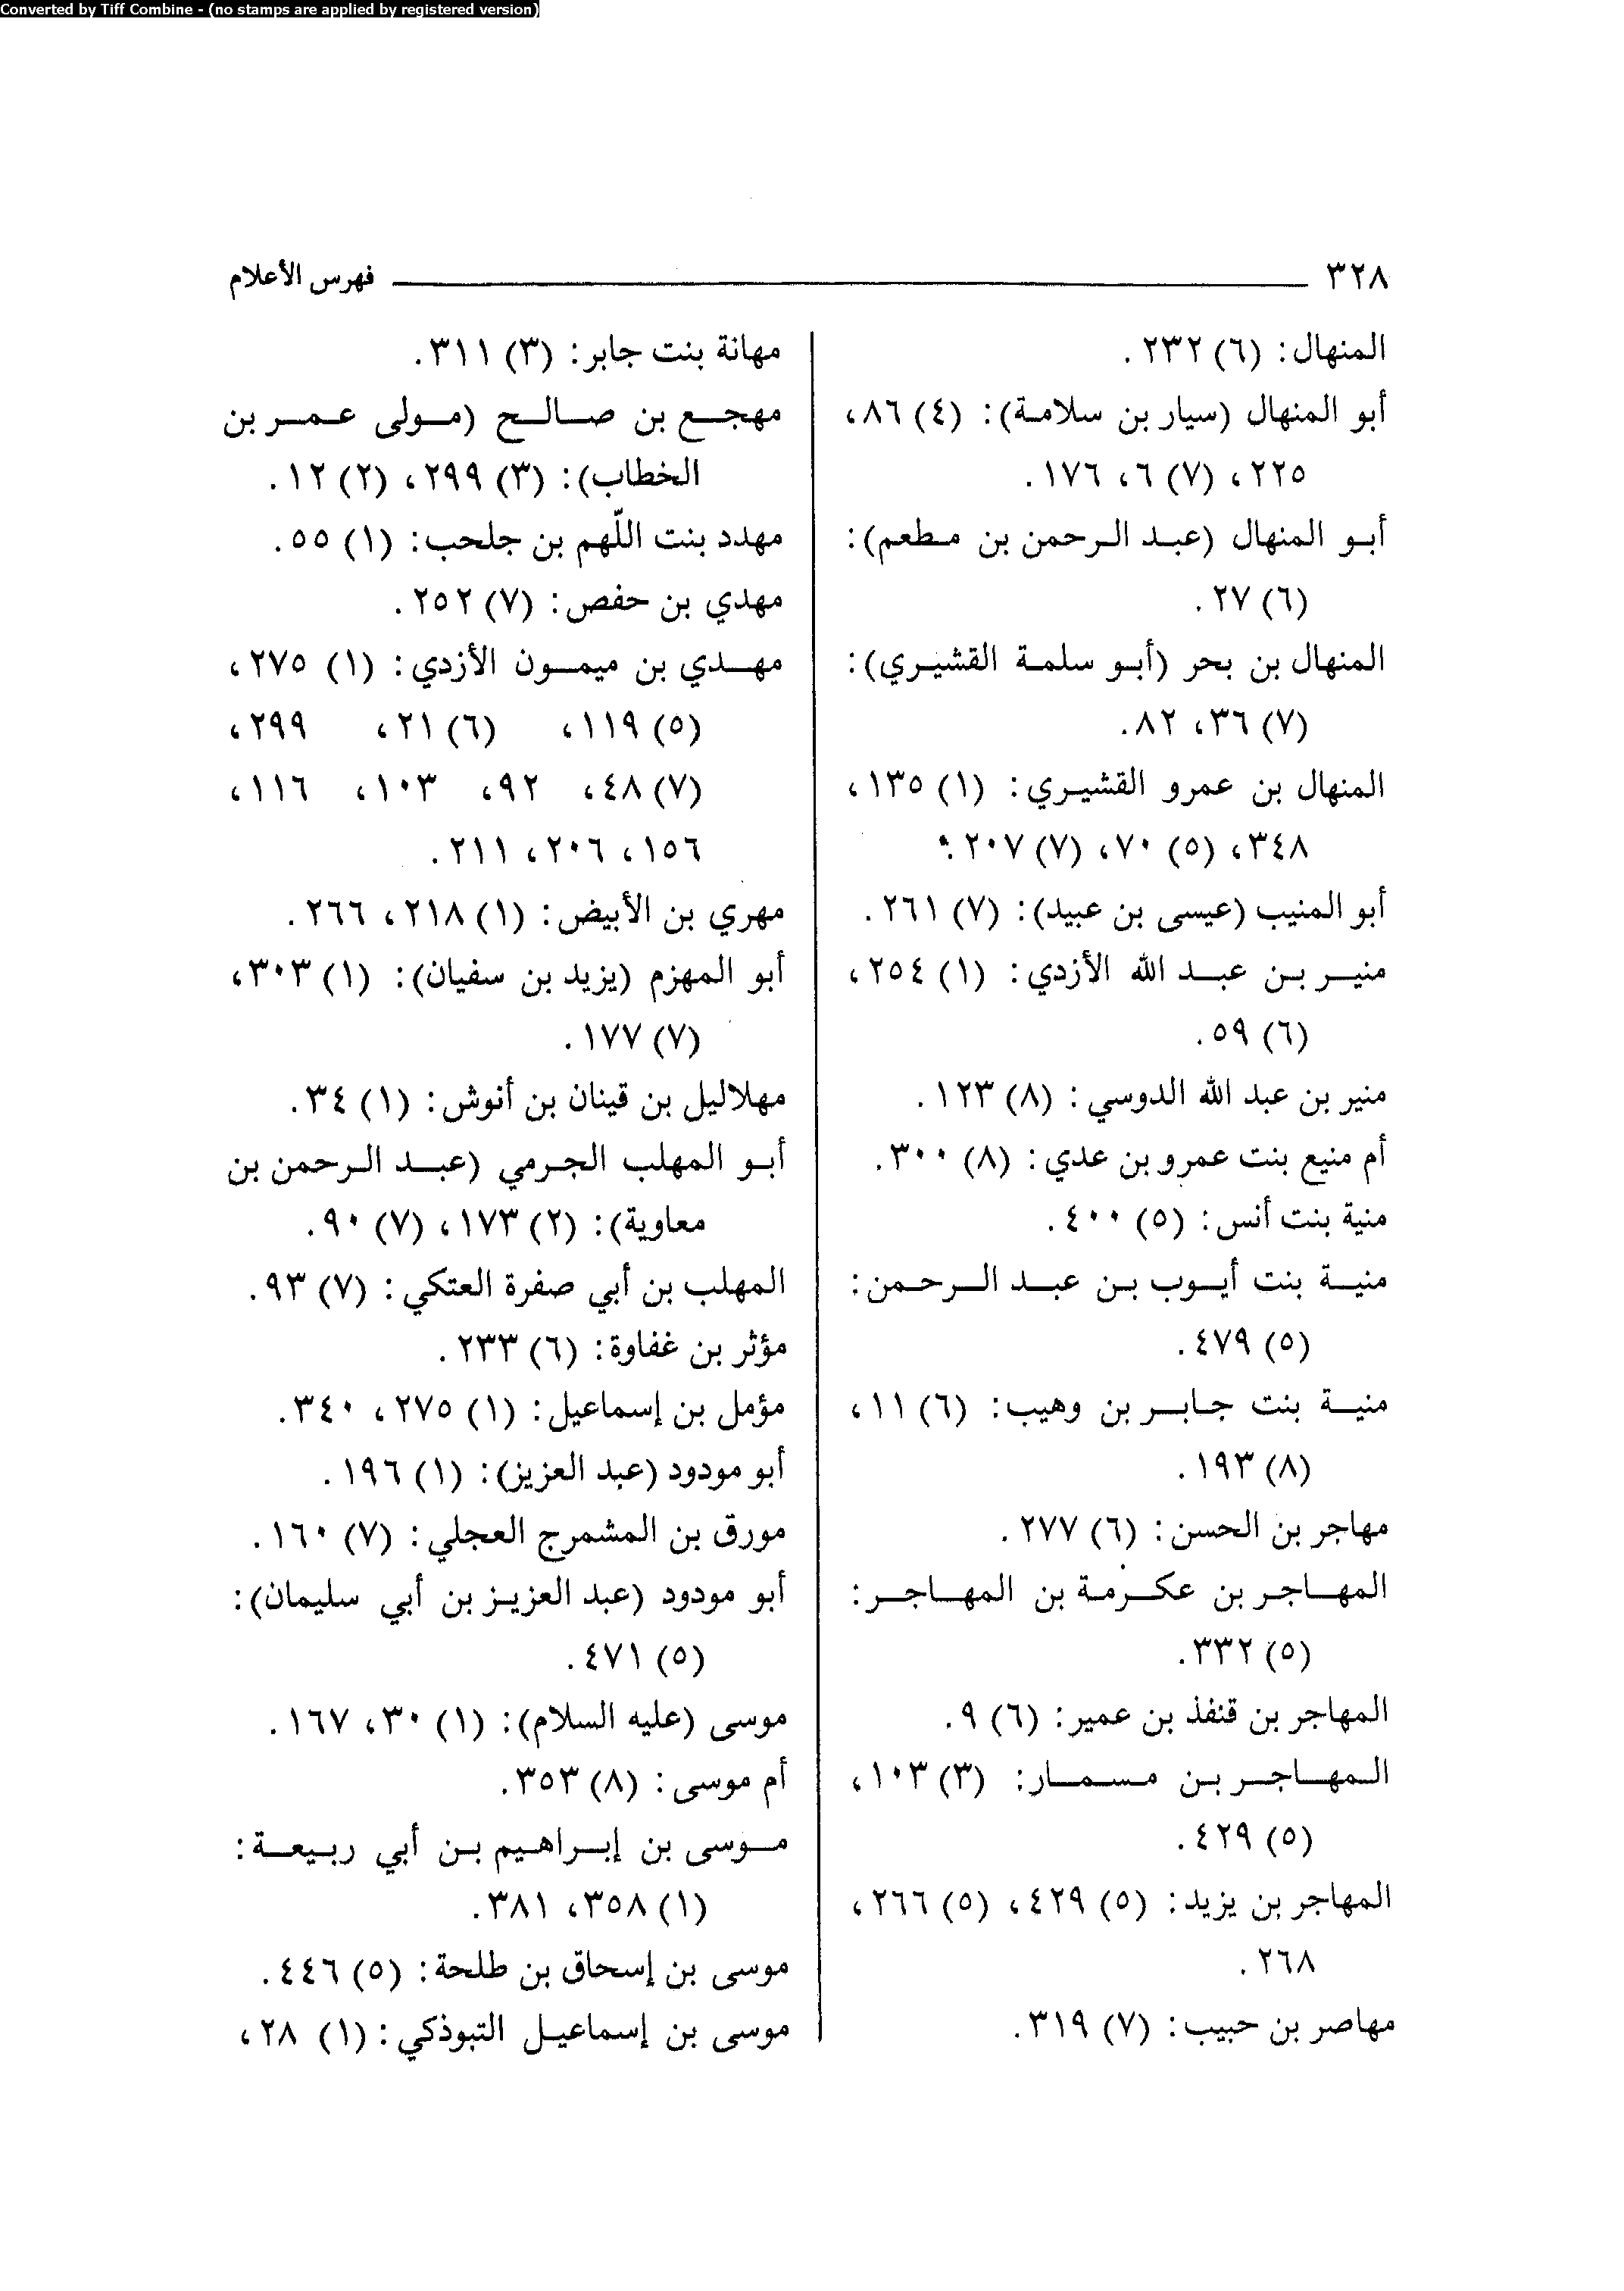 Converted by Tiff Combine - (no stamps are applied by registered version)
٣٢٨ فهرس الأعلام
المنهال: (٦) ٢٣٢.
أبو المنهال (سيار بن سلامة): (٤) ٨٦،
٢٢٥، (٧) ٦، ١٧٦.
أبو المنهال (عبد الرحمن بن مطعم):
(٦) ٢٧.
المنهال بن بحر (أبو سلمة القشيري):
(٧) ٣٦، ٨٢.
المنهال بن عمرو القشيري: (١) ١٣٥،
٣٤٨، (٥) ٧٠، (٧) ٢٠٧.
أبو المنيب (عيسى بن عبيد): (٧) ٢٦١.
منير بن عبد الله الأزدي: (١) ٢٥٤،
(٦) ٥٩.
منير بن عبد الله الدوسي: (٨) ١٢٣.
أم منيع بنت عمرو بن عدي: (٨) ٣٠٠.
منية بنت أنس: (٥) ٤٠٠.
منية بنت أيوب بن عبد الرحمن:
(٥) ٤٧٩.
منية بنت جابر بن وهيب: (٦) ١١،
(٨) ١٩٣.
مهاجر بن الحسن: (٦) ٢٧٧.
المهاجر بن عكرمة بن المهاجر:
(٥) ٣٣٢.
المهاجر بن قنفذ بن عمير: (٦) ٩.
المهاجر بن مسمار: (٣) ١٠٣،
(٥) ٤٢٩.
المهاجر بن يزيد: (٥) ٤٢٩، (٥) ٢٦٦،
٢٦٨.
مهاصر بن حبيب: (٧) ٣١٩.
مهانة بنت جابر: (٣) ٣١١.
مهجع بن صالح (مولى عمر بن
الخطاب): (٣) ٢٩٩، (٢) ١٢.
مهدد بنت اللّهم بن جلحب: (١) ٥٥.
مهدي بن حفص: (٧) ٢٥٢.
مهدي بن ميمون الأزدي: (١) ٢٧٥،
(٥) ١١٩، (٦) ٢١، ٢٩٩،
(٧) ٤٨، ٩٢، ١٠٣، ١١٦،
١٥٦، ٢٠٦، ٢١١.
مهري بن الأبيض: (١) ٢١٨، ٢٦٦.
أبو المهزم (يزيد بن سفيان): (١) ٣٠٣،
(٧) ١٧٧.
مهلاليل بن قينان بن أنوش: (١) ٣٤.
أبو المهلب الجرمي (عبد الرحمن بن
معاوية): (٢) ١٧٣، (٧) ٩٠.
المهلب بن أبي صفرة العتكي: (٧) ٩٣.
مؤثر بن غفاوة: (٦) ٢٣٣.
مؤمل بن إسماعيل: (١) ٢٧٥، ٣٤٠.
أبو مودود (عبد العزيز): (١) ١٩٦.
مورق بن المشمرج العجلي: (٧) ١٦٠.
أبو مودود (عبد العزيز بن أبي سليمان):
(٥) ٤٧١.
موسى (عليه السلام): (١) ٣٠، ١٦٧.
أم موسى: (٨) ٣٥٣.
موسى بن إبراهيم بن أبي ربيعة:
(١) ٣٥٨، ٣٨١.
موسى بن إسحاق بن طلحة: (٥) ٤٤٦.
موسى بن إسماعيل التبوذكي: (١) ٢٨،